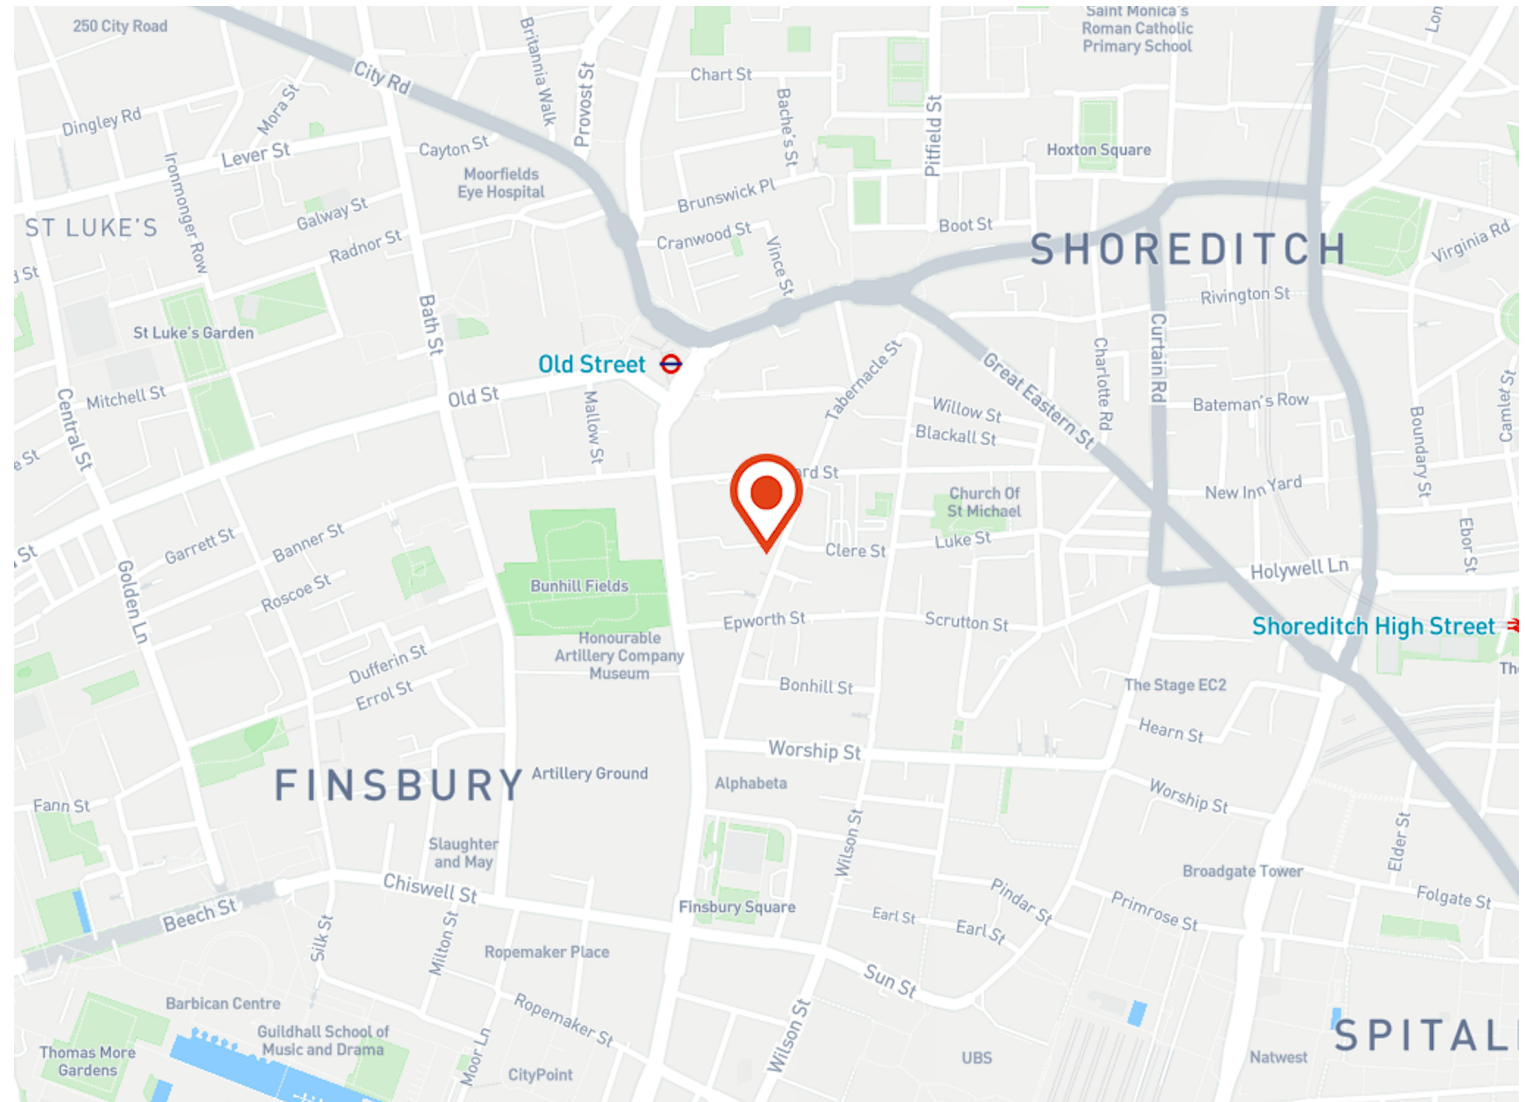 250 City Road
Saint Monica's
Roman Catholic
Primary School
City Rd
Britannia Walk
Provost St
Chart St
Bache's St
Pitfield St
Mora St
Dingley Rd
Lever St
Cayton St
Moorfields
Eye Hospital
Hoxton Square
Ironmonger Row
Galway St
Radnor St
ST LUKE'S
Brunswick Pl
Cranwood St
Vince St
Boot St
SHOREDITCH
Virginia Rd
Rivington St
St Luke's Garden
Bath St
Old Street
Tabernacle St
Great Eastern St
Charlotte Rd
Curtain Rd
Mitchell St
Central St
Old St
Mallow St
Willow St
Blackall St
Bateman's Row
Boundary St
Camlet St
Church Of
St Michael
New Inn Yard
Ebor St
Garrett St
Banner St
Roscoe St
Golden Ln
Bunhill Fields
Clere St
Luke St
Holywell Ln
Epworth St
Scrutton St
Shoreditch High Street
Honourable
Artillery Company
Museum
Dufferin St
Errol St
Bonhill St
The Stage EC2
Hearn St
Worship St
FINSBURY
Artillery Ground
Alphabeta
Worship St
Fann St
Slaughter
and May
Wilson St
Elder St
Broadgate Tower
Chiswell St
Finsbury Square
Pindar St
Primrose St
Folgate St
Beech St
Silk St
Milton St
Earl St
Earl St
Ropemaker Place
Sun St
Barbican Centre
Guildhall School of
Music and Drama
Ropemaker St
Moor Ln
Wilson St
Thomas More
Gardens
CityPoint
UBS
Natwest